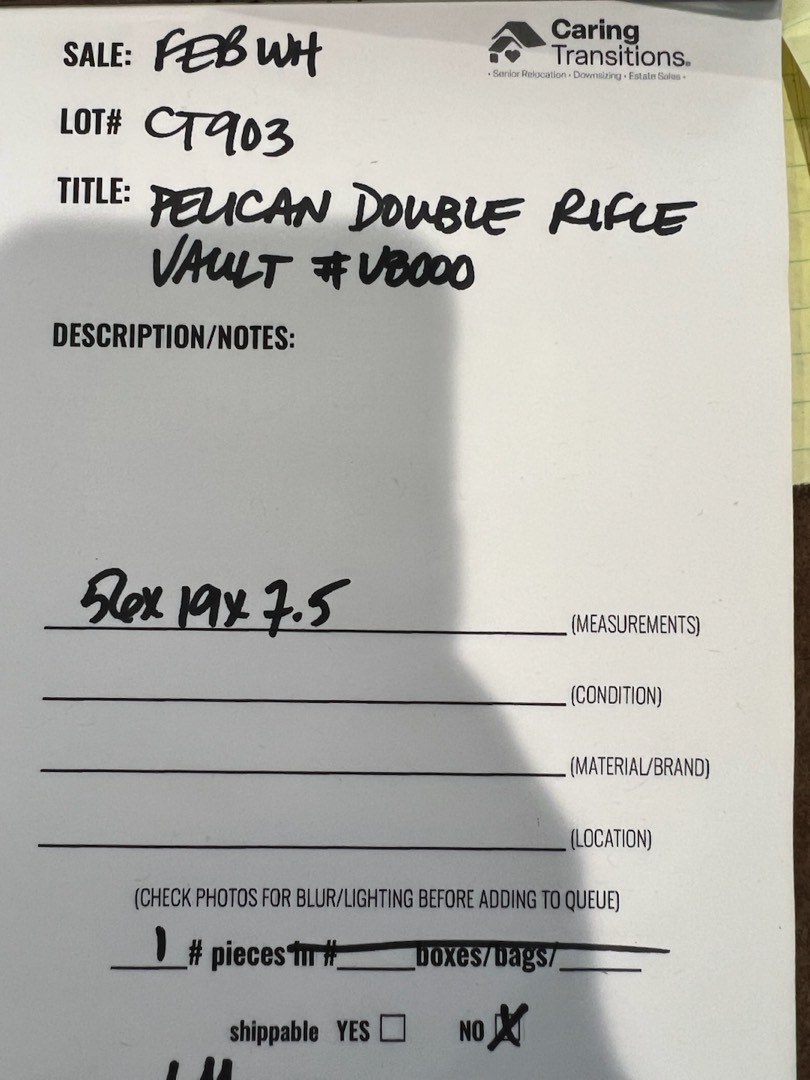 Caring
Transitions.
• Senior Relocation • Downsizing • Estate Sales •
SALE: FEB WH
LOT# CT903
TITLE: PELICAN DOUBLE RIFLE
VAULT #V8000
DESCRIPTION/NOTES:
56x 19x 7.5 (MEASUREMENTS)
(CONDITION)
(MATERIAL/BRAND)
(LOCATION)
(CHECK PHOTOS FOR BLUR/LIGHTING BEFORE ADDING TO QUEUE)
1 # pieces in # boxes/bags/
shippable YES ☐ NO ☒